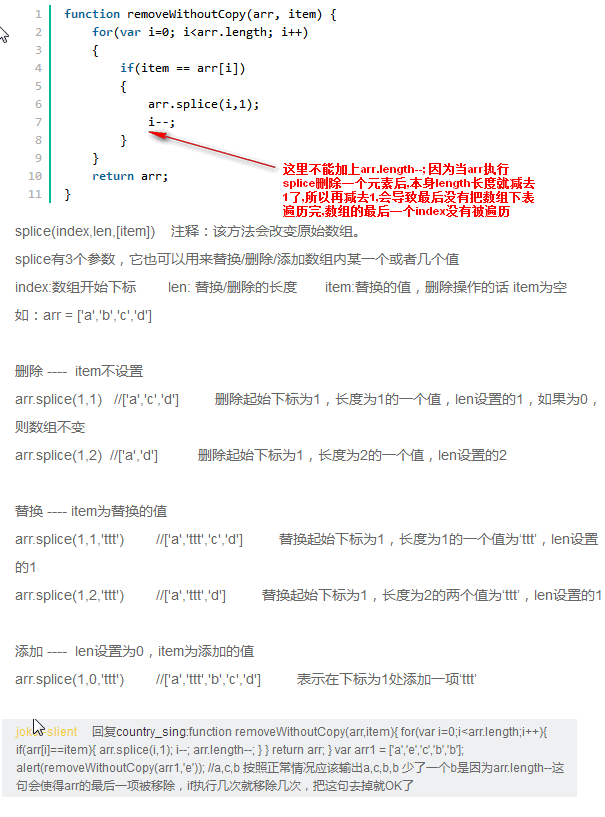 1 function removeWithoutCopy(arr, item) {
2 for(var i=0; i<arr.length; i++)
3 {
4 if(item == arr[i])
5 {
6 arr.splice(i,1);
7 i--;
8 }
9 }
10 return arr;
11 }
这里不能加上arr.length--; 因为当arr执行
splice删除一个元素后,本身length长度就减去
1了,所以再减去1,会导致最后没有把数组下表
遍历完,数组的最后一个index没有被遍历
splice(index,len,[item]) 注释：该方法会改变原始数组。
splice有3个参数，它也可以用来替换/删除/添加数组内某一个或者几个值
index:数组开始下标 len: 替换/删除的长度 item:替换的值，删除操作的话 item为空
如：arr = ['a','b','c','d']
删除 ---- item不设置
arr.splice(1,1) //['a','c','d'] 删除起始下标为1，长度为1的一个值，len设置的1，如果为0，
则数组不变
arr.splice(1,2) //['a','d'] 删除起始下标为1，长度为2的一个值，len设置的2
替换 ---- item为替换的值
arr.splice(1,1,'ttt') //['a','ttt','c','d'] 替换起始下标为1，长度为1的一个值为‘ttt’，len设置
的1
arr.splice(1,2,'ttt') //['a','ttt','d'] 替换起始下标为1，长度为2的两个值为‘ttt’，len设置的1
添加 ---- len设置为0，item为添加的值
arr.splice(1,0,'ttt') //['a','ttt','b','c','d'] 表示在下标为1处添加一项‘ttt’
回复country_sing:function removeWithoutCopy(arr,item){ for(var i=0;i<arr.length;i++){
if(arr[i]==item){ arr.splice(i,1); i--; arr.length--; } } return arr; } var arr1 = ['a','e','c','b','b'];
alert(removeWithoutCopy(arr1,'e')); //a,c,b 按照正常情况应该输出a,c,b,b 少了一个b是因为arr.length--这
句会使得arr的最后一项被移除，if执行几次就移除几次，把这句去掉就OK了